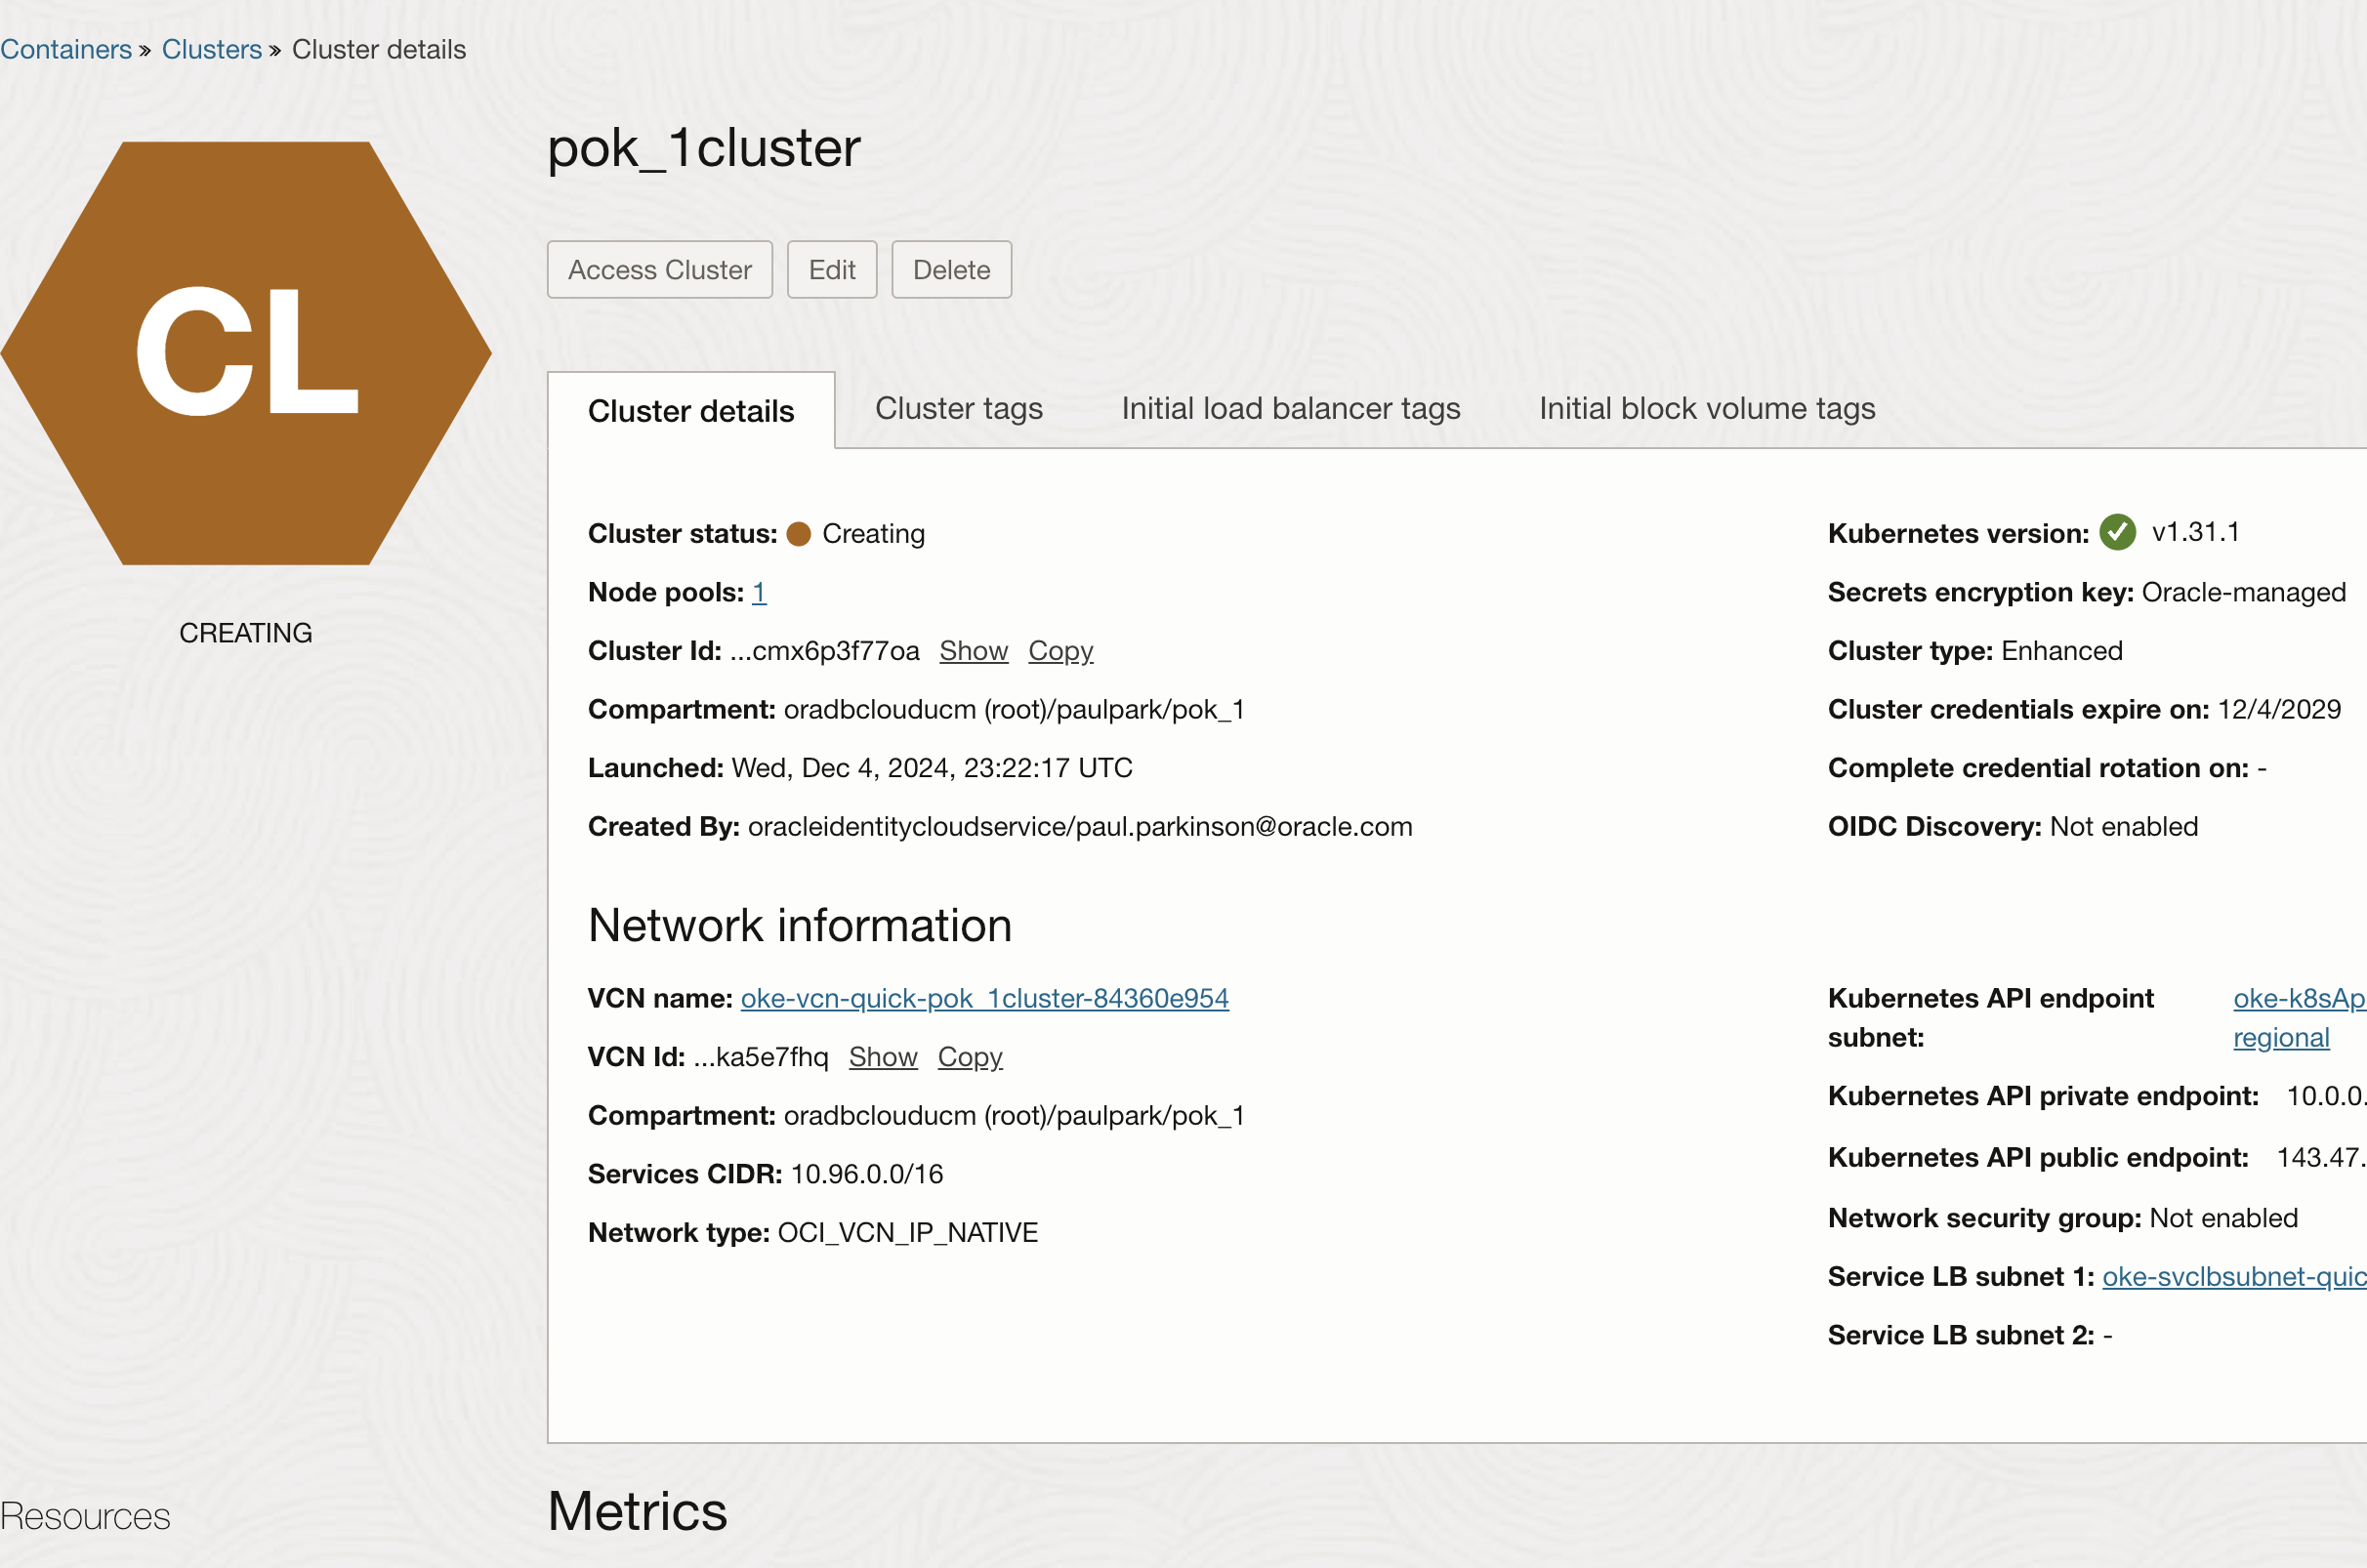 Containers » Clusters » Cluster details
CL
CREATING
pok_1cluster
Access Cluster Edit Delete
Cluster details Cluster tags Initial load balancer tags Initial block volume tags
Cluster status: Creating
Node pools: 1
Cluster Id: ...cmx6p3f77oa Show Copy
Compartment: oradbclouducm (root)/paulpark/pok_1
Launched: Wed, Dec 4, 2024, 23:22:17 UTC
Created By: oracleidentitycloudservice/paul.parkinson@oracle.com
Kubernetes version: v1.31.1
Secrets encryption key: Oracle-managed
Cluster type: Enhanced
Cluster credentials expire on: 12/4/2029
Complete credential rotation on: -
OIDC Discovery: Not enabled
Network information
VCN name: oke-vcn-quick-pok_1cluster-84360e954
VCN Id: ...ka5e7fhq Show Copy
Compartment: oradbclouducm (root)/paulpark/pok_1
Services CIDR: 10.96.0.0/16
Network type: OCI_VCN_IP_NATIVE
Kubernetes API endpoint oke-k8sAp
subnet: regional
Kubernetes API private endpoint: 10.0.0.
Kubernetes API public endpoint: 143.47.
Network security group: Not enabled
Service LB subnet 1: oke-svclbsubnet-quic
Service LB subnet 2: -
Resources
Metrics